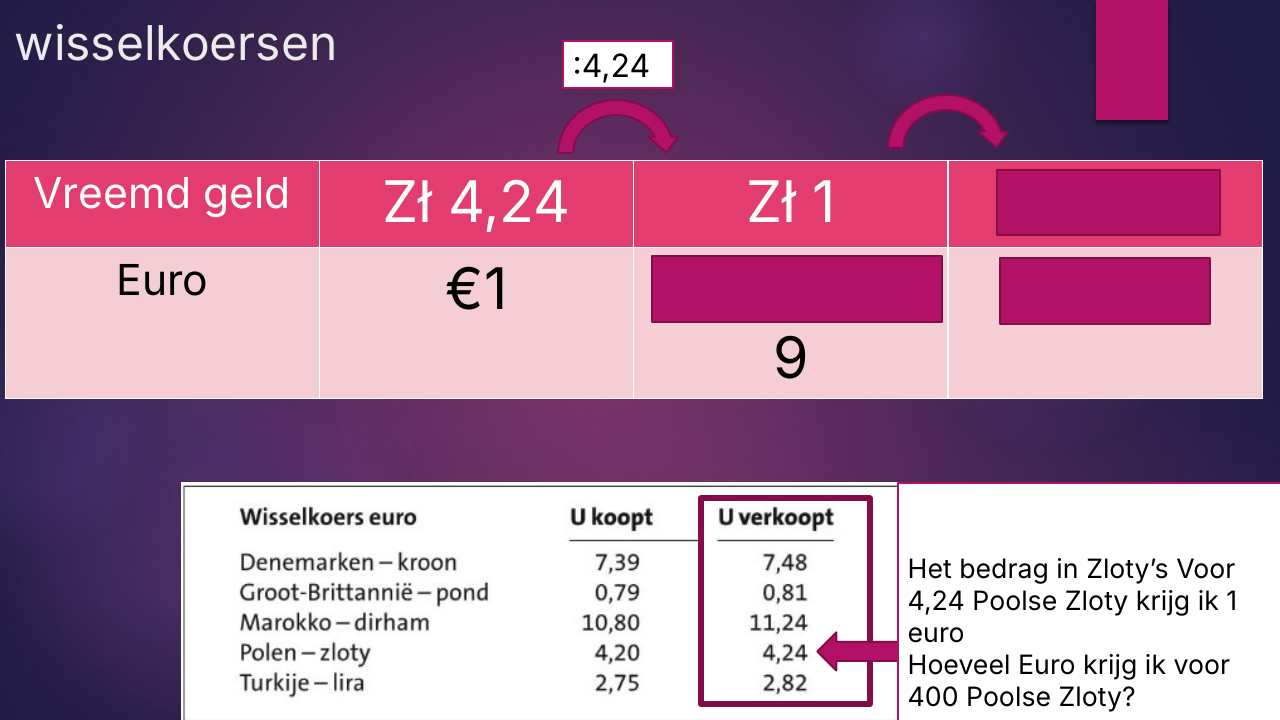 wisselkoersen
:4,24
Vreemd geld Zł 4,24 Zł 1
Euro €1
9
Wisselkoers euro U koopt U verkoopt
Denemarken – kroon 7,39 7,48
Groot-Brittannië – pond 0,79 0,81
Marokko – dirham 10,80 11,24
Polen – zloty 4,20 4,24
Turkije – lira 2,75 2,82
Het bedrag in Zloty’s Voor
4,24 Poolse Zloty krijg ik 1
euro
Hoeveel Euro krijg ik voor
400 Poolse Zloty?